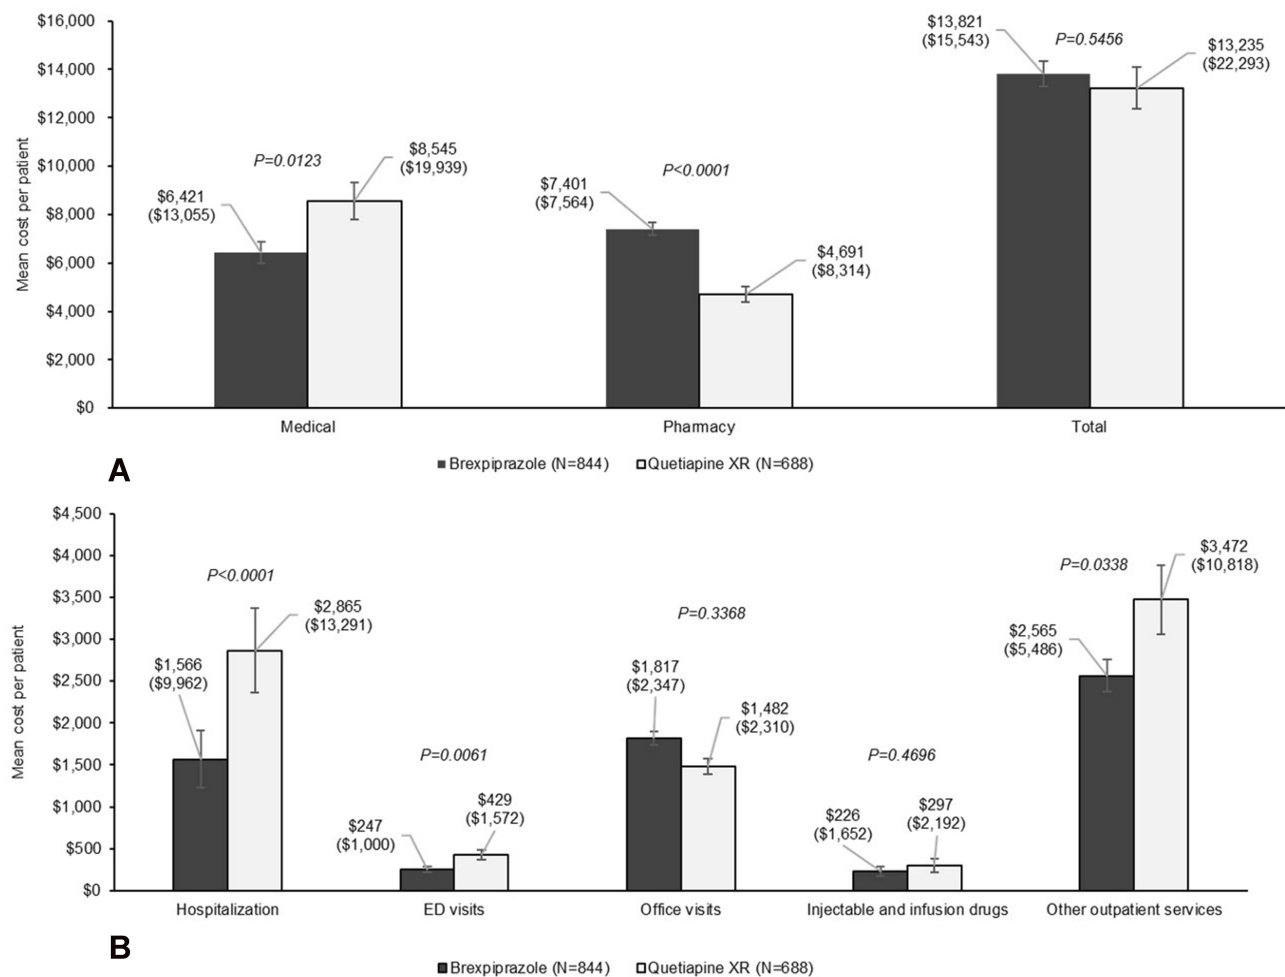 $16,000
$14,000
$12,000
$10,000
$8,000
$6,000
$4,000
$2,000
$0
Mean cost per patient
$6,421
($13,055)
P=0.0123
$8,545
($19,939)
$7,401
($7,564)
P<0.0001
$4,691
($8,314)
$13,821
($15,543)
P=0.5456
$13,235
($22,293)
Medical
Pharmacy
Total
A
Brexpiprazole (N=844)
Quetiapine XR (N=688)
$4,500
$4,000
$3,500
$3,000
$2,500
$2,000
$1,500
$1,000
$500
$0
Mean cost per patient
$1,566
($9,962)
P<0.0001
$2,865
($13,291)
$247
($1,000)
P=0.0061
$429
($1,572)
$1,817
($2,347)
P=0.3368
$1,482
($2,310)
$226
($1,652)
P=0.4696
$297
($2,192)
$2,565
($5,486)
P=0.0338
$3,472
($10,818)
Hospitalization
ED visits
Office visits
Injectable and infusion drugs
Other outpatient services
B
Brexpiprazole (N=844)
Quetiapine XR (N=688)